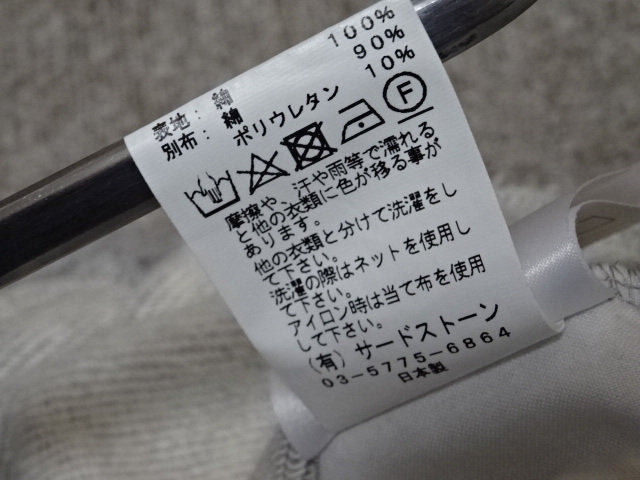 表地： 綿 100%
別布： 綿 90%
ポリウレタン 10%
F
摩擦や、汗や雨等で濡れる
と他の衣類に色が移る事が
あります。
他の衣類と分けて洗濯をし
て下さい。
洗濯の際はネットを使用し
て下さい。
アイロン時は当て布を使用
して下さい。
(有) サードストーン
03-5775-6864
日本製